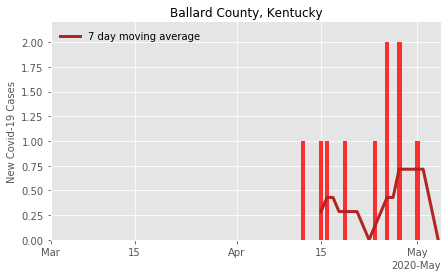 Ballard County, Kentucky
7 day moving average
New Covid-19 Cases
2.00
1.75
1.50
1.25
1.00
0.75
0.50
0.25
0.00
Mar 15 Apr 15 May
2020-May